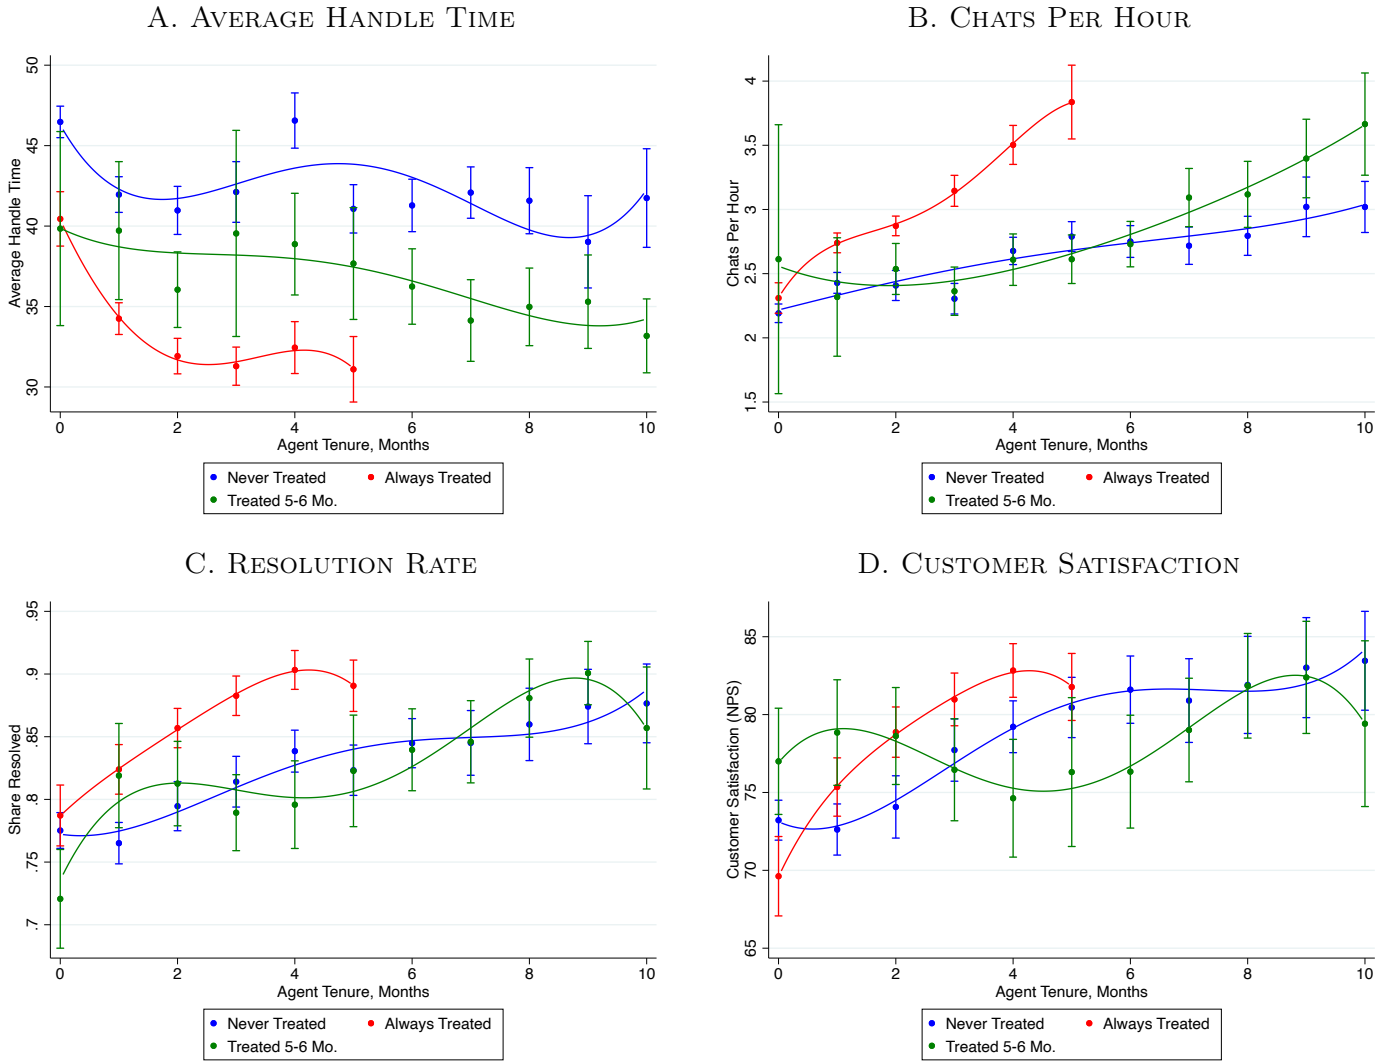 A. Average Handle Time
Average Handle Time
50
45
40
35
30
0 2 4 6 8 10
Agent Tenure, Months
Never Treated Always Treated
Treated 5-6 Mo.
B. Chats Per Hour
Chats Per Hour
4
3.5
3
2.5
2
1.5
0 2 4 6 8 10
Agent Tenure, Months
Never Treated Always Treated
Treated 5-6 Mo.
C. Resolution Rate
Share Resolved
.95
.9
.85
.8
.75
.7
0 2 4 6 8 10
Agent Tenure, Months
Never Treated Always Treated
Treated 5-6 Mo.
D. Customer Satisfaction
Customer Satisfaction (NPS)
85
80
75
70
65
0 2 4 6 8 10
Agent Tenure, Months
Never Treated Always Treated
Treated 5-6 Mo.